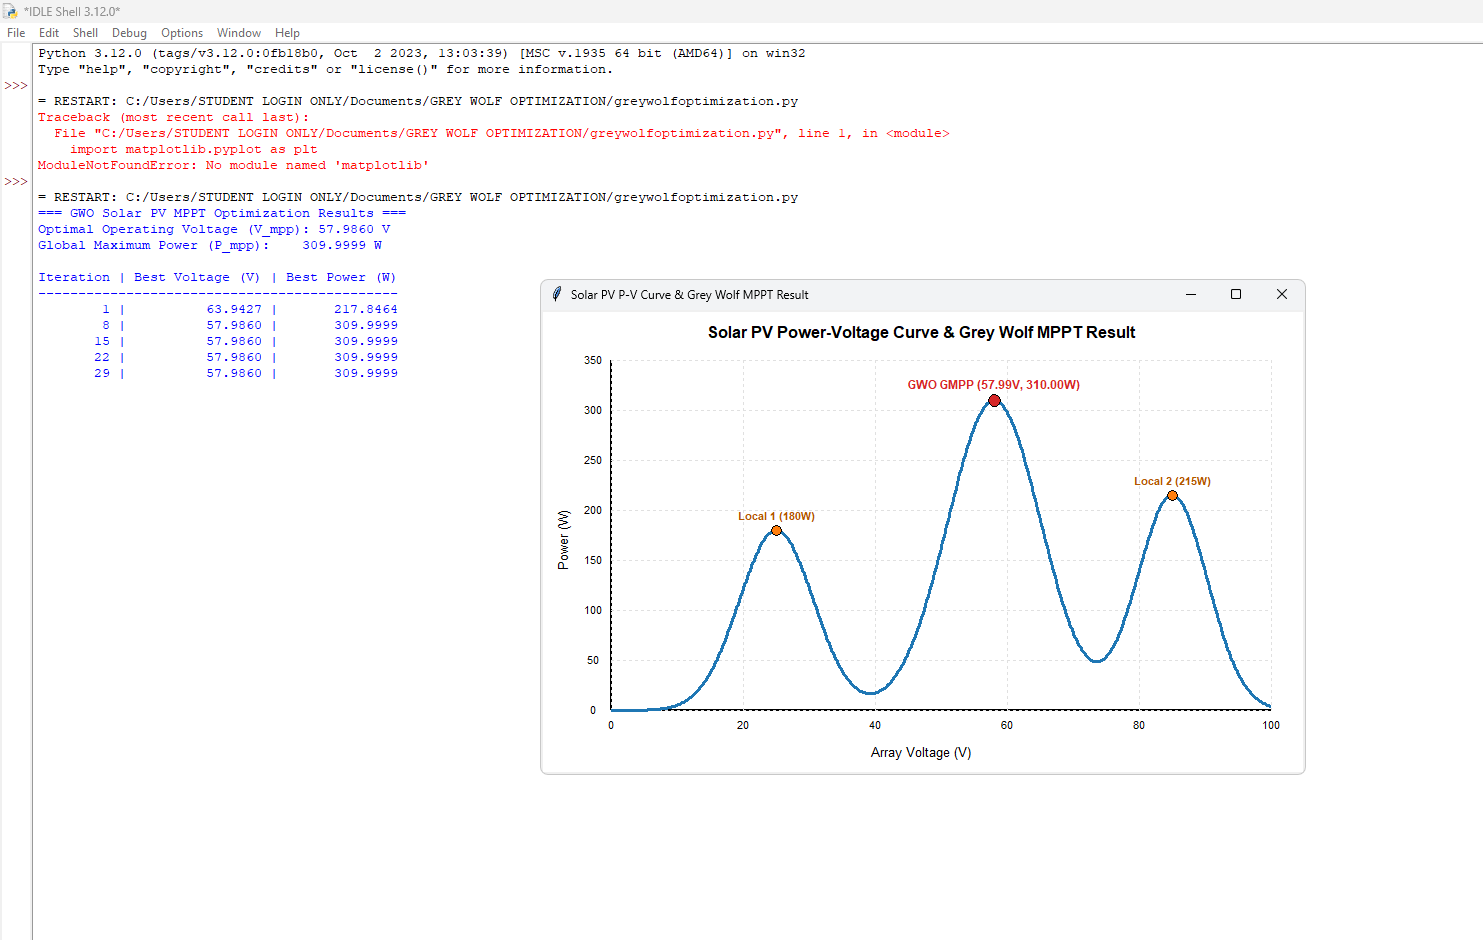 *IDLE Shell 3.12.0*
File Edit Shell Debug Options Window Help
Python 3.12.0 (tags/v3.12.0:0fb18b0, Oct  2 2023, 13:03:39) [MSC v.1935 64 bit (AMD64)] on win32
Type "help", "copyright", "credits" or "license()" for more information.
>>>
= RESTART: C:/Users/STUDENT LOGIN ONLY/Documents/GREY WOLF OPTIMIZATION/greywolfoptimization.py
Traceback (most recent call last):
  File "C:/Users/STUDENT LOGIN ONLY/Documents/GREY WOLF OPTIMIZATION/greywolfoptimization.py", line 1, in <module>
    import matplotlib.pyplot as plt
ModuleNotFoundError: No module named 'matplotlib'
>>>
= RESTART: C:/Users/STUDENT LOGIN ONLY/Documents/GREY WOLF OPTIMIZATION/greywolfoptimization.py
=== GWO Solar PV MPPT Optimization Results ===
Optimal Operating Voltage (V_mpp): 57.9860 V
Global Maximum Power (P_mpp):    309.9999 W
Iteration | Best Voltage (V) | Best Power (W)
---------------------------------------------
        1 |          63.9427 |       217.8464
        8 |          57.9860 |       309.9999
       15 |          57.9860 |       309.9999
       22 |          57.9860 |       309.9999
       29 |          57.9860 |       309.9999
Solar PV P-V Curve & Grey Wolf MPPT Result
Solar PV Power-Voltage Curve & Grey Wolf MPPT Result
350
GWO GMPP (57.99V, 310.00W)
300
250
Local 2 (215W)
200
Local 1 (180W)
Power (W)
150
100
50
0
0 20 40 60 80 100
Array Voltage (V)